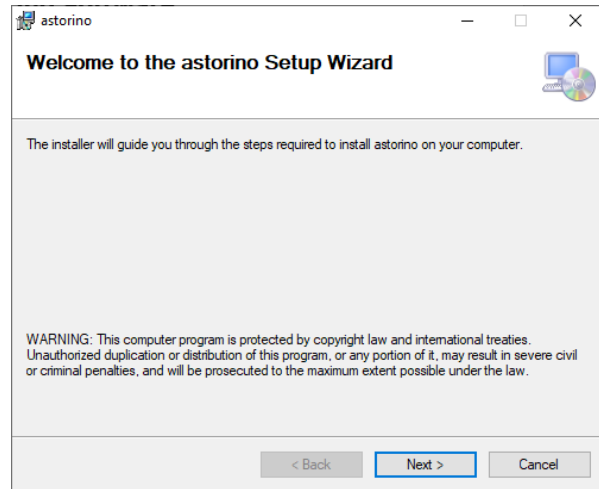 astorino
Welcome to the astorino Setup Wizard
The installer will guide you through the steps required to install astorino on your computer.
WARNING: This computer program is protected by copyright law and international treaties.
Unauthorized duplication or distribution of this program, or any portion of it, may result in severe civil
or criminal penalties, and will be prosecuted to the maximum extent possible under the law.
< Back
Next >
Cancel